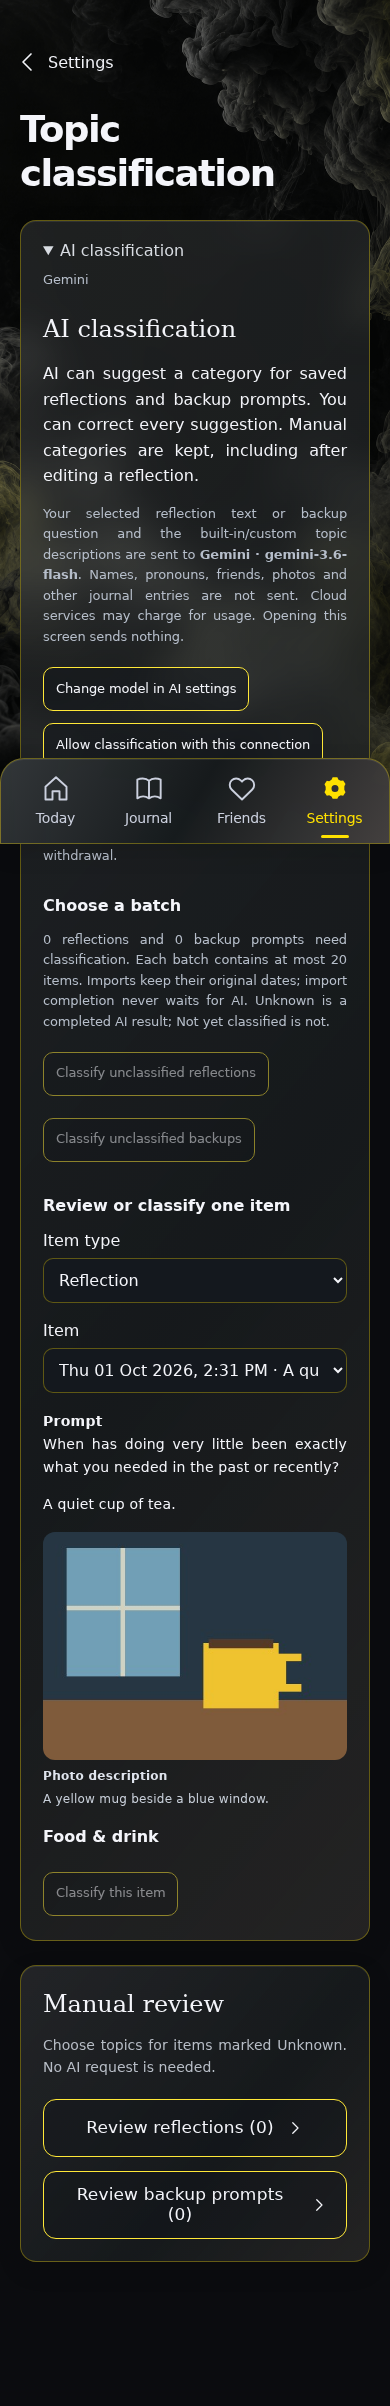 Settings
Topic
classification
▼ AI classification
Gemini
AI classification
AI can suggest a category for saved
reflections and backup prompts. You
can correct every suggestion. Manual
categories are kept, including after
editing a reflection.
Your selected reflection text or backup
question and the built-in/custom topic
descriptions are sent to Gemini · gemini-3.6-
flash. Names, pronouns, friends, photos and
other journal entries are not sent. Cloud
services may charge for usage. Opening this
screen sends nothing.
Change model in AI settings
Allow classification with this connection
Today
Journal
Friends
Settings
withdrawal.
Choose a batch
0 reflections and 0 backup prompts need
classification. Each batch contains at most 20
items. Imports keep their original dates; import
completion never waits for AI. Unknown is a
completed AI result; Not yet classified is not.
Classify unclassified reflections
Classify unclassified backups
Review or classify one item
Item type
Reflection
Item
Thu 01 Oct 2026, 2:31 PM · A qu
Prompt
When has doing very little been exactly
what you needed in the past or recently?
A quiet cup of tea.
Photo description
A yellow mug beside a blue window.
Food & drink
Classify this item
Manual review
Choose topics for items marked Unknown.
No AI request is needed.
Review reflections (0)
Review backup prompts
(0)